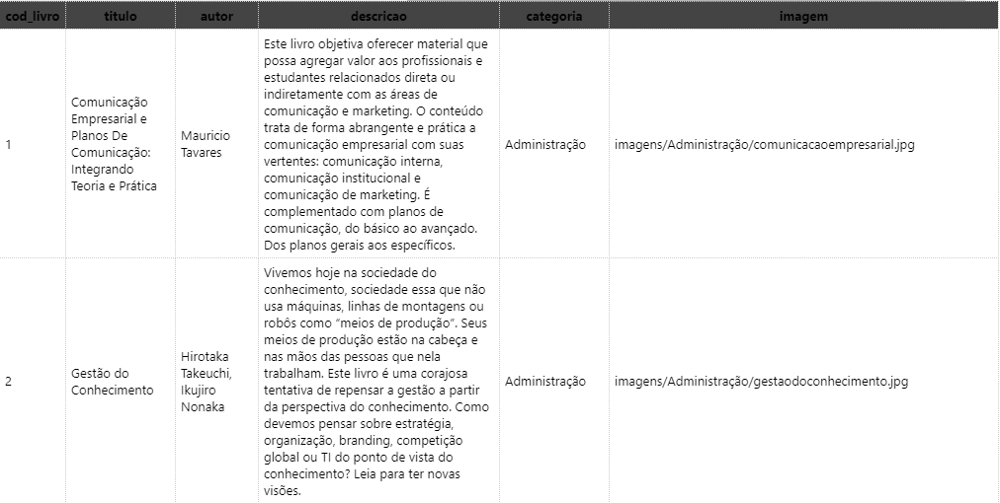 cod_livro titulo autor descricao categoria imagem
1
Comunicação
Empresarial e
Planos De
Comunicação:
Integrando
Teoria e Prática
Mauricio
Tavares
Este livro objetiva oferecer material que
possa agregar valor aos profissionais e
estudantes relacionados direta ou
indiretamente com as áreas de
comunicação e marketing. O conteúdo
trata de forma abrangente e prática a
comunicação empresarial com suas
vertentes: comunicação interna,
comunicação institucional e
comunicação de marketing. É
complementado com planos de
comunicação, do básico ao avançado.
Dos planos gerais aos específicos.
Administração
imagens/Administração/comunicacaoempresarial.jpg
2
Gestão do
Conhecimento
Hirotaka
Takeuchi,
Ikujiro
Nonaka
Vivemos hoje na sociedade do
conhecimento, sociedade essa que não
usa máquinas, linhas de montagens ou
robôs como “meios de produção”. Seus
meios de produção estão na cabeça e
nas mãos das pessoas que nela
trabalham. Este livro é uma corajosa
tentativa de repensar a gestão a partir
da perspectiva do conhecimento. Como
devemos pensar sobre estratégia,
organização, branding, competição
global ou TI do ponto de vista do
conhecimento? Leia para ter novas
visões.
Administração
imagens/Administração/gestaodoconhecimento.jpg